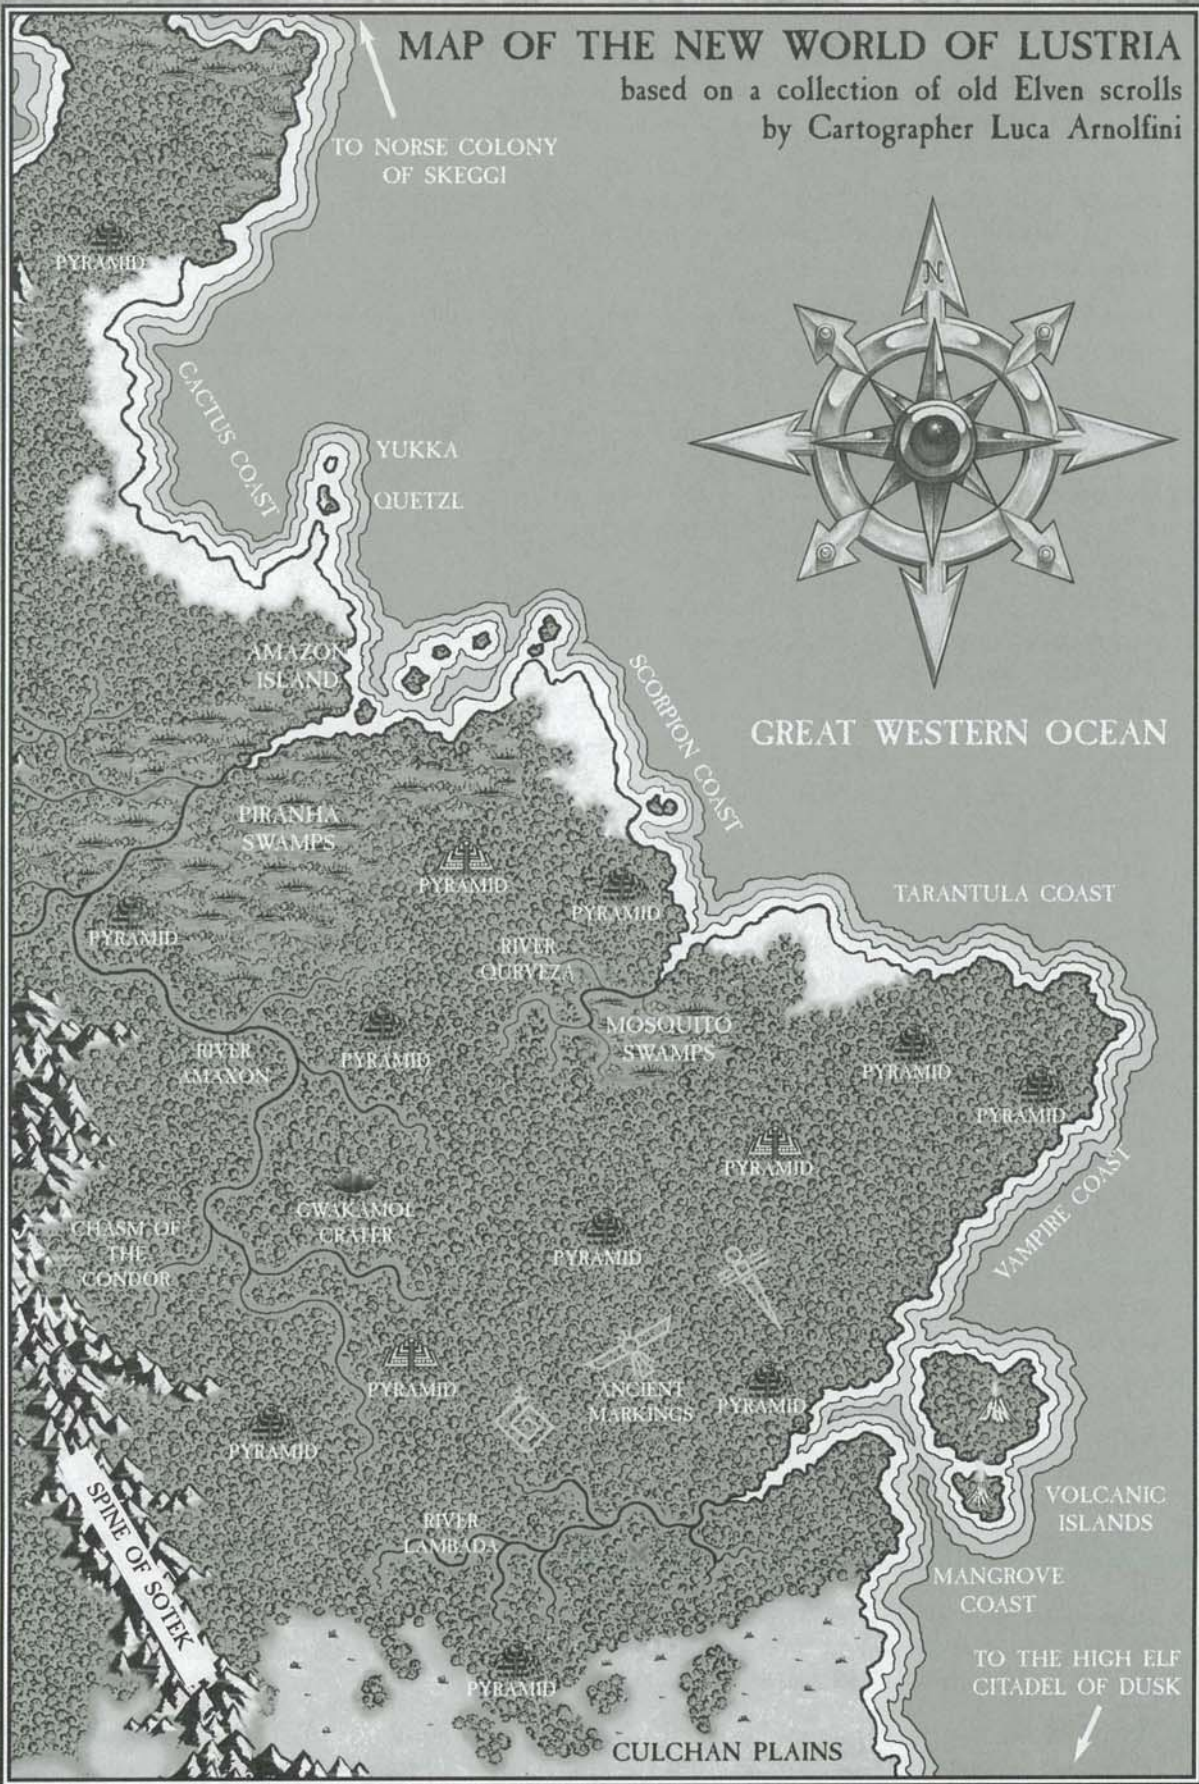 MAP OF THE NEW WORLD OF LUSTRIA
based on a collection of old Elven scrolls
by Cartographer Luca Arnolfini
TO NORSE COLONY
OF SKEGGI
N
PYRAMID
CACTUS COAST
YUKKA
QUETZL
AMAZON
ISLAND
SCORPION COAST
GREAT WESTERN OCEAN
PIRANHA
SWAMPS
PYRAMID
PYRAMID
TARANTULA COAST
PYRAMID
RIVER
QURVEZA
MOSQUITO
SWAMPS
RIVER
AMAXON
PYRAMID
PYRAMID
PYRAMID
PYRAMID
VAMPIRE COAST
GWAKAMOL
CRATER
CHASM OF
THE
CONDOR
PYRAMID
PYRAMID
ANCIENT
MARKINGS
PYRAMID
PYRAMID
SPINE OF SOTEK
RIVER
LAMBADA
VOLCANIC
ISLANDS
MANGROVE
COAST
TO THE HIGH ELF
CITADEL OF DUSK
PYRAMID
CULCHAN PLAINS